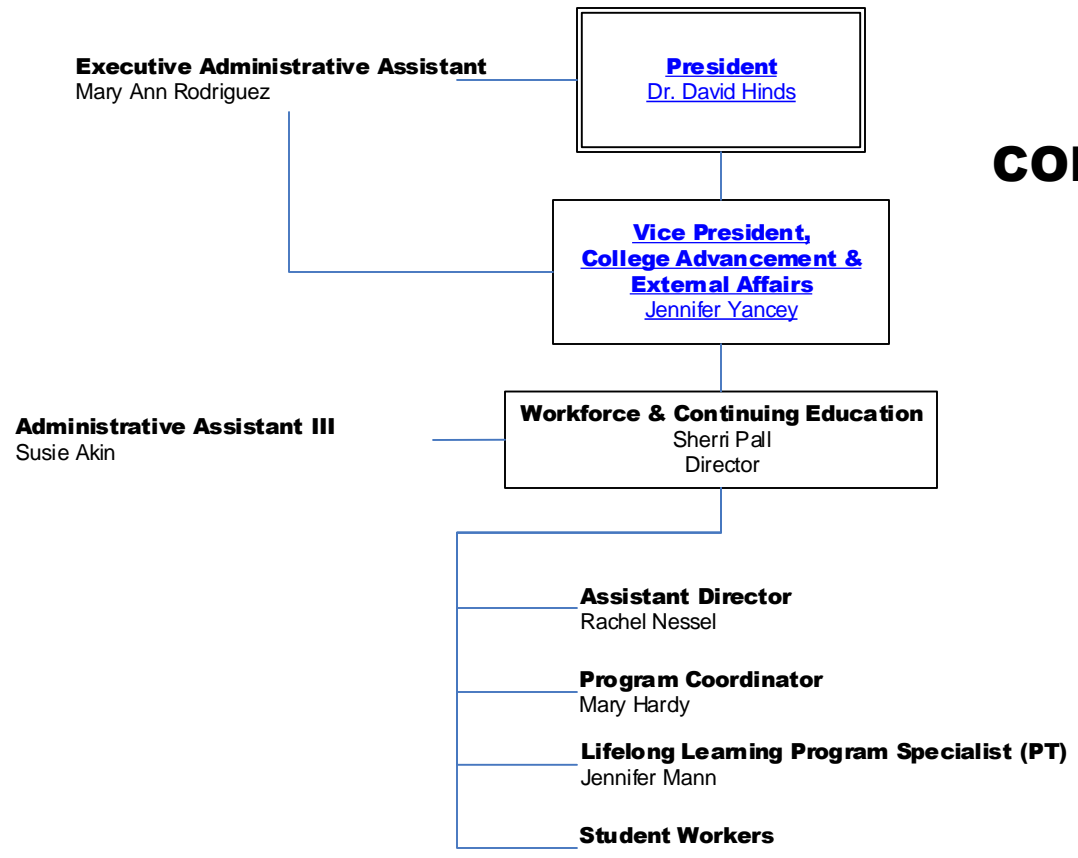 Executive Administrative Assistant
Mary Ann Rodriguez
President
Dr. David Hinds
Vice President,
College Advancement &
External Affairs
Jennifer Yancey
Administrative Assistant III
Susie Akin
Workforce & Continuing Education
Sherri Pall
Director
Assistant Director
Rachel Nessel
Program Coordinator
Mary Hardy
Lifelong Learning Program Specialist (PT)
Jennifer Mann
Student Workers